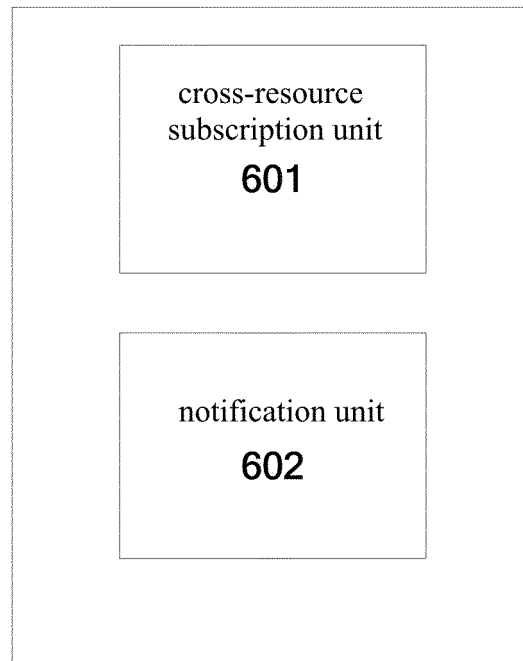 cross-resource
subscription unit
601
notification unit
602